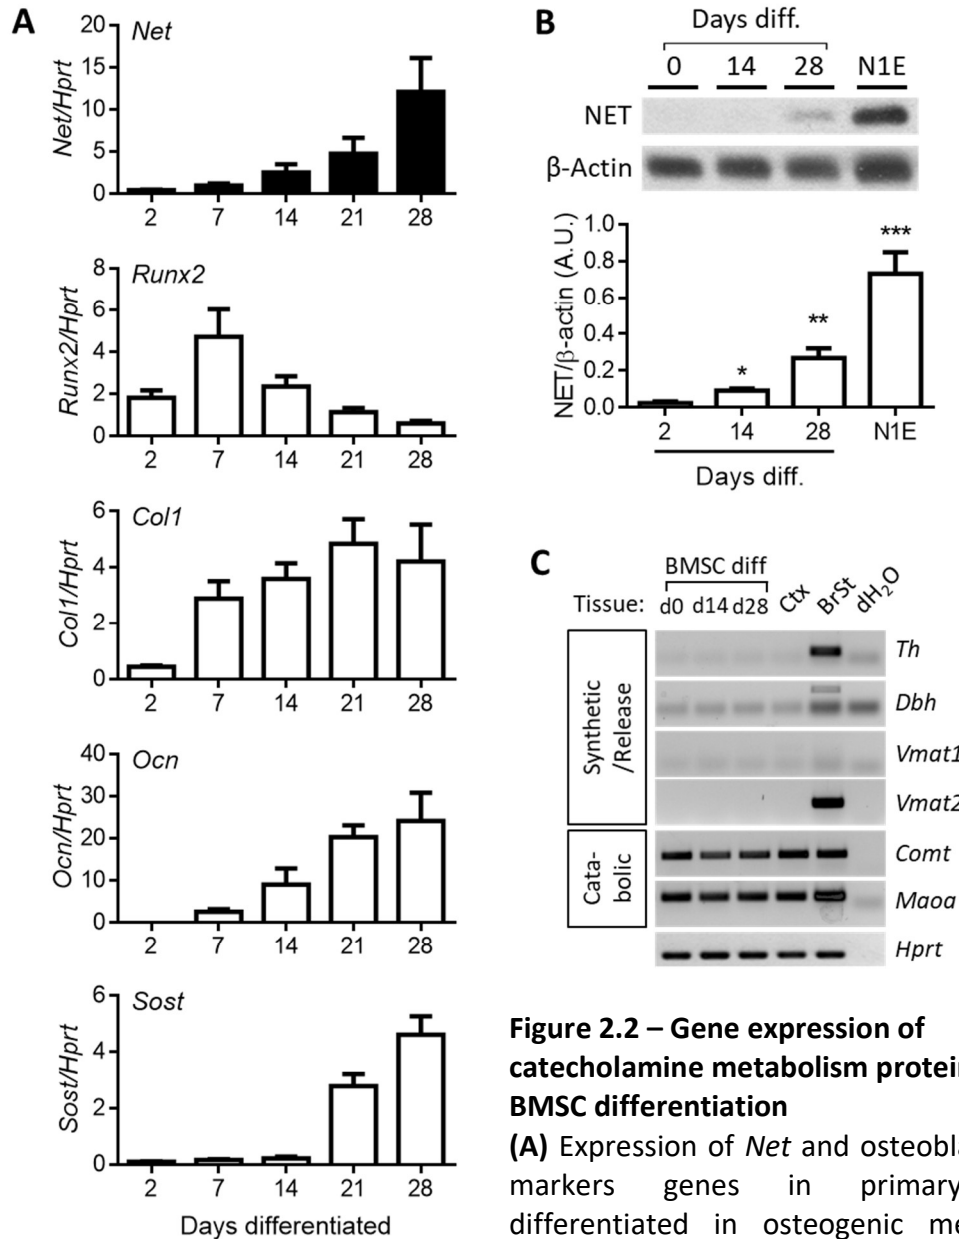 A
Net
Net/Hprt
20
15
10
5
0
2 7 14 21 28
Runx2
Runx2/Hprt
8
6
4
2
0
2 7 14 21 28
Col1
Col1/Hprt
6
4
2
0
2 7 14 21 28
Ocn
Ocn/Hprt
40
30
20
10
0
2 7 14 21 28
Sost
Sost/Hprt
6
4
2
0
2 7 14 21 28
Days differentiated
B
Days diff.
0 14 28 N1E
NET
β-Actin
NET/β-actin (A.U.)
1.0
0.8
0.6
0.4
0.2
0.0
* ** ***
2 14 28 N1E
Days diff.
C
BMSC diff
Tissue: d0 d14 d28 Ctx BrSt dH₂O
Synthetic
/Release
Th
Dbh
Vmat1
Vmat2
Cata-
bolic
Comt
Maoa
Hprt
Figure 2.2 – Gene expression of
catecholamine metabolism protein
BMSC differentiation
(A) Expression of Net and osteobla
markers genes in primary
differentiated in osteogenic me